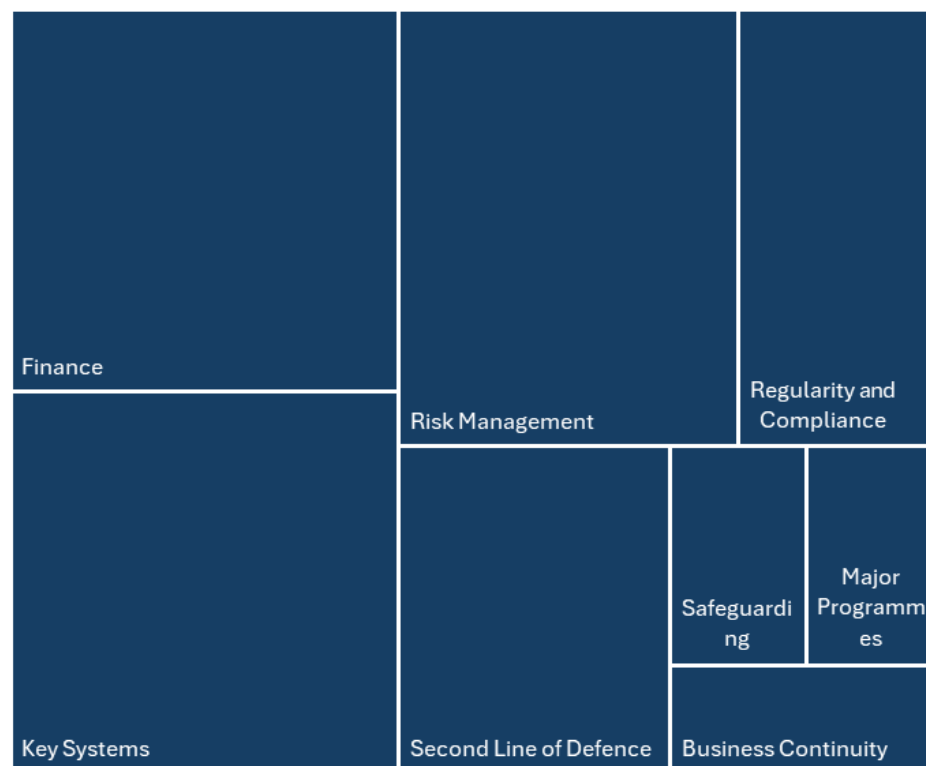 Finance
Risk Management
Regularity and
Compliance
Key Systems
Second Line of Defence
Safeguardi
ng
Major
Programm
es
Business Continuity